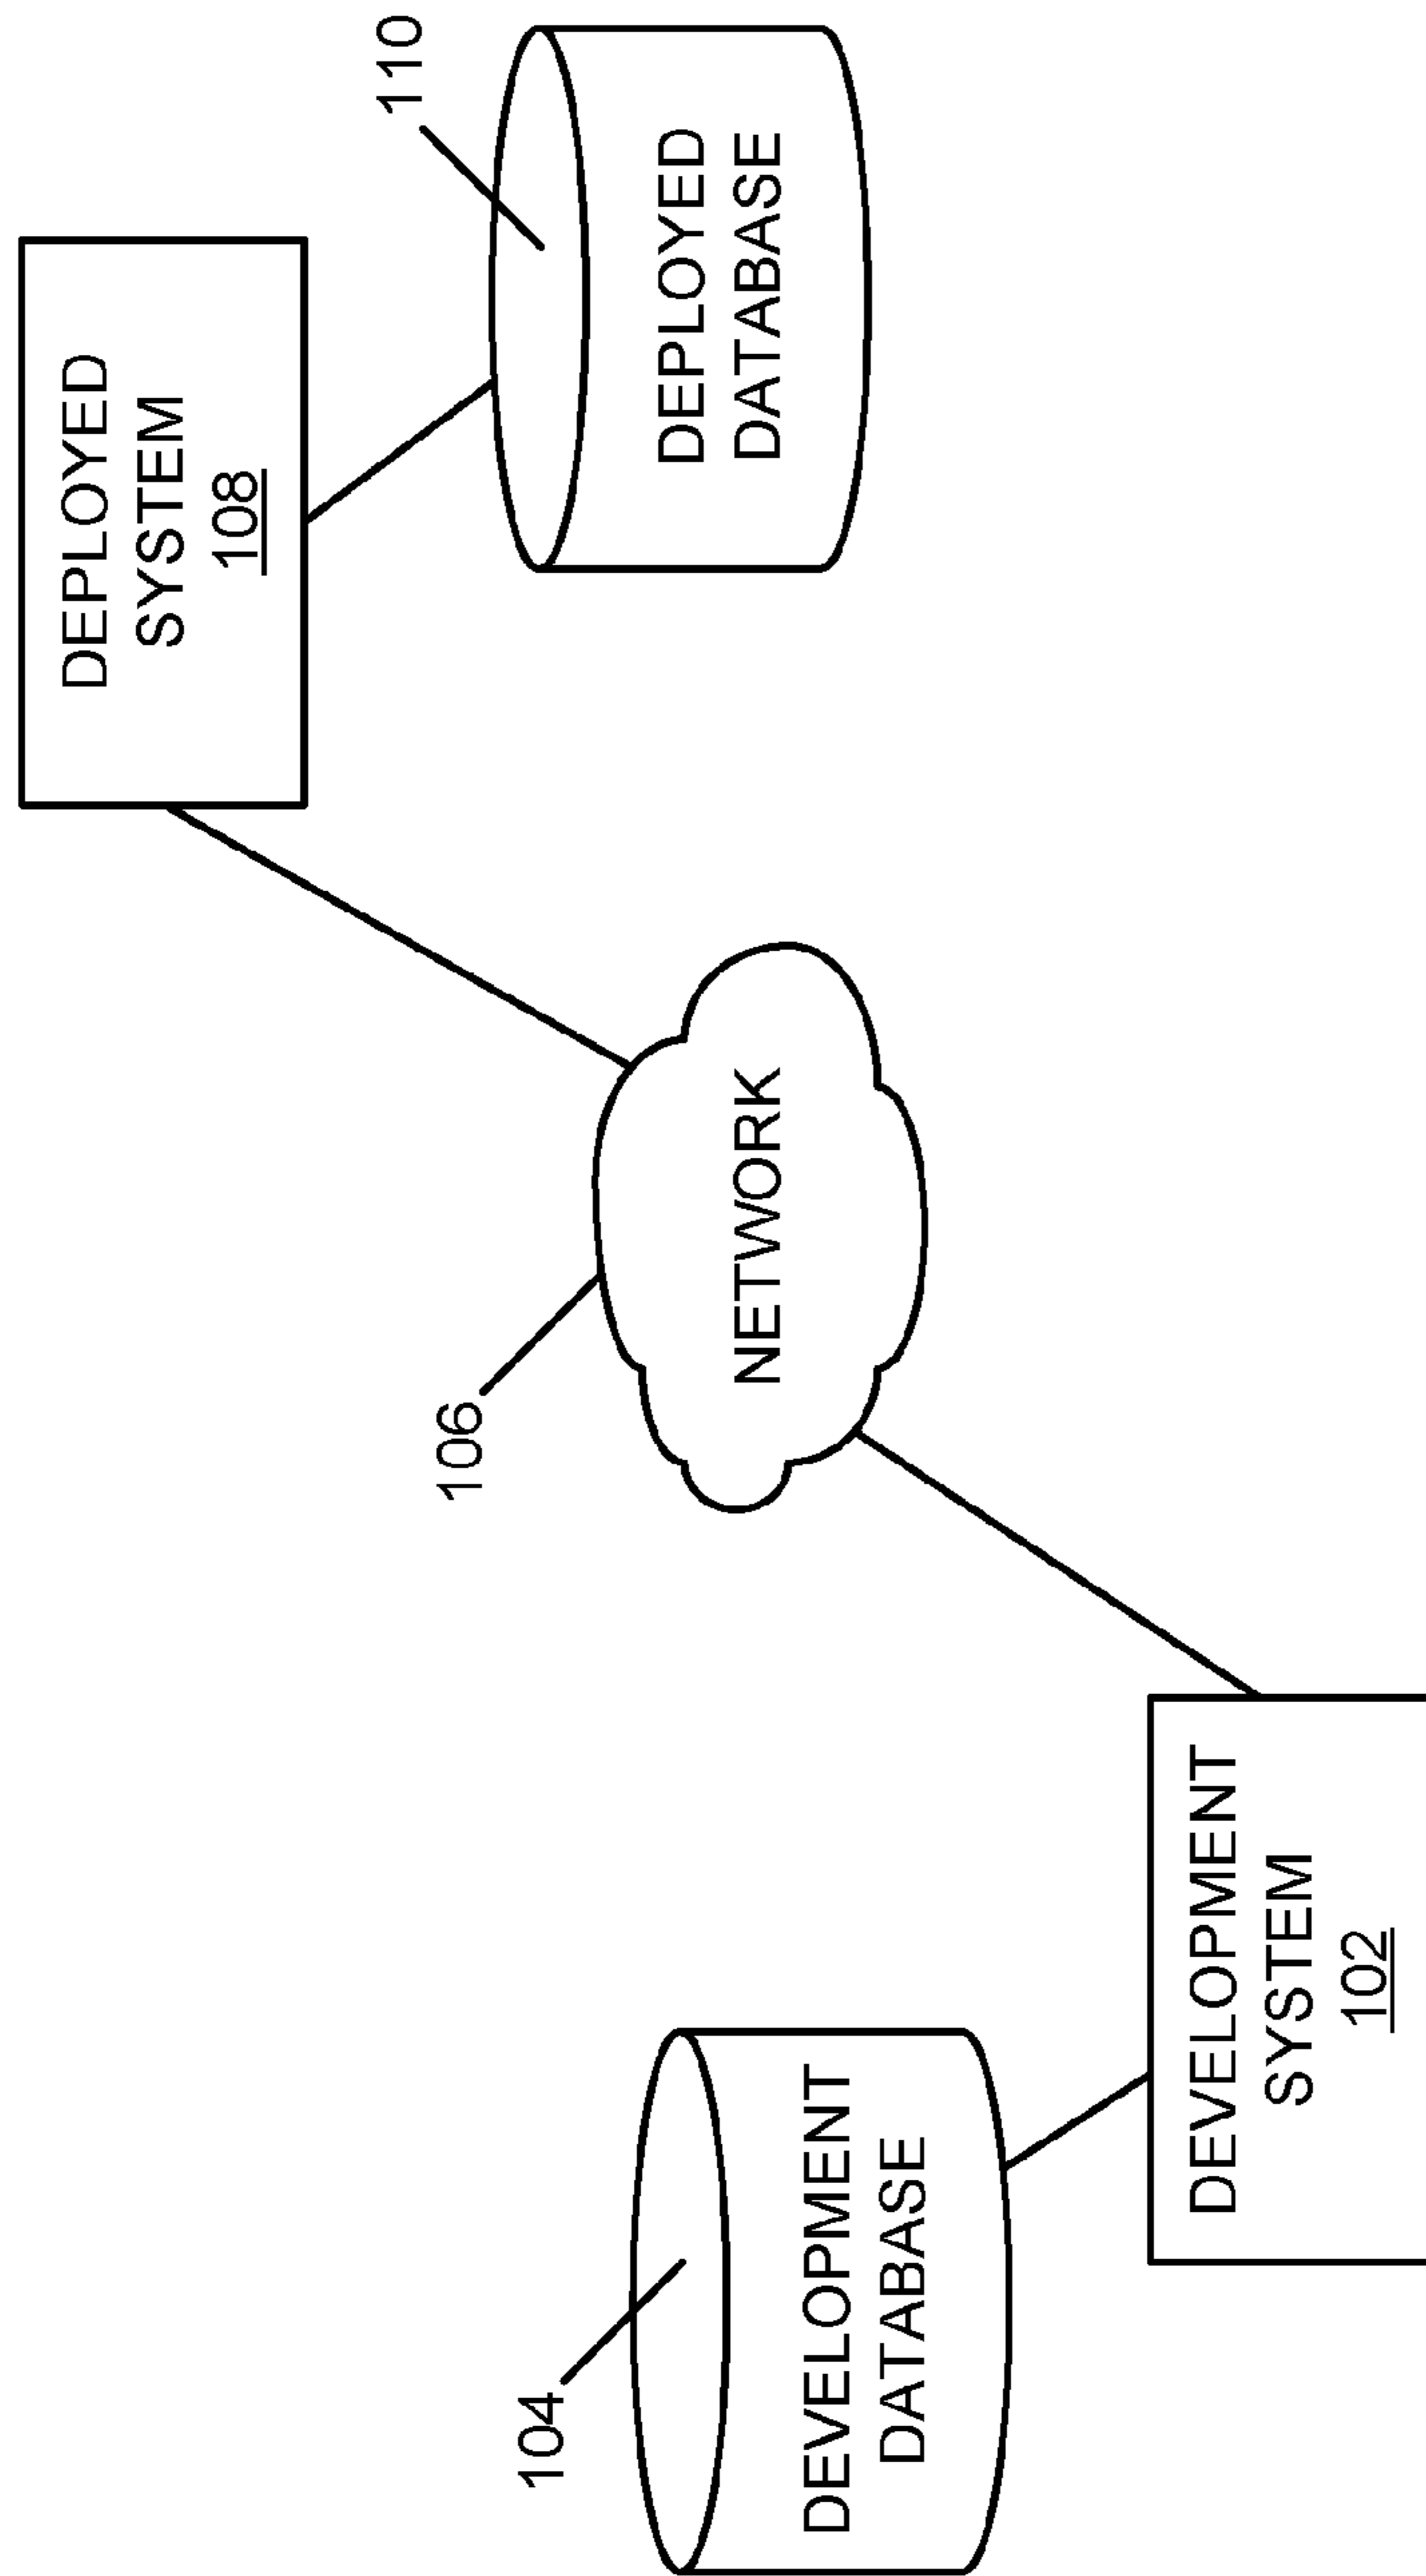 DEPLOYED
SYSTEM
108
110
DEPLOYED
DATABASE
106
NETWORK
104
DEVELOPMENT
DATABASE
DEVELOPMENT
SYSTEM
102